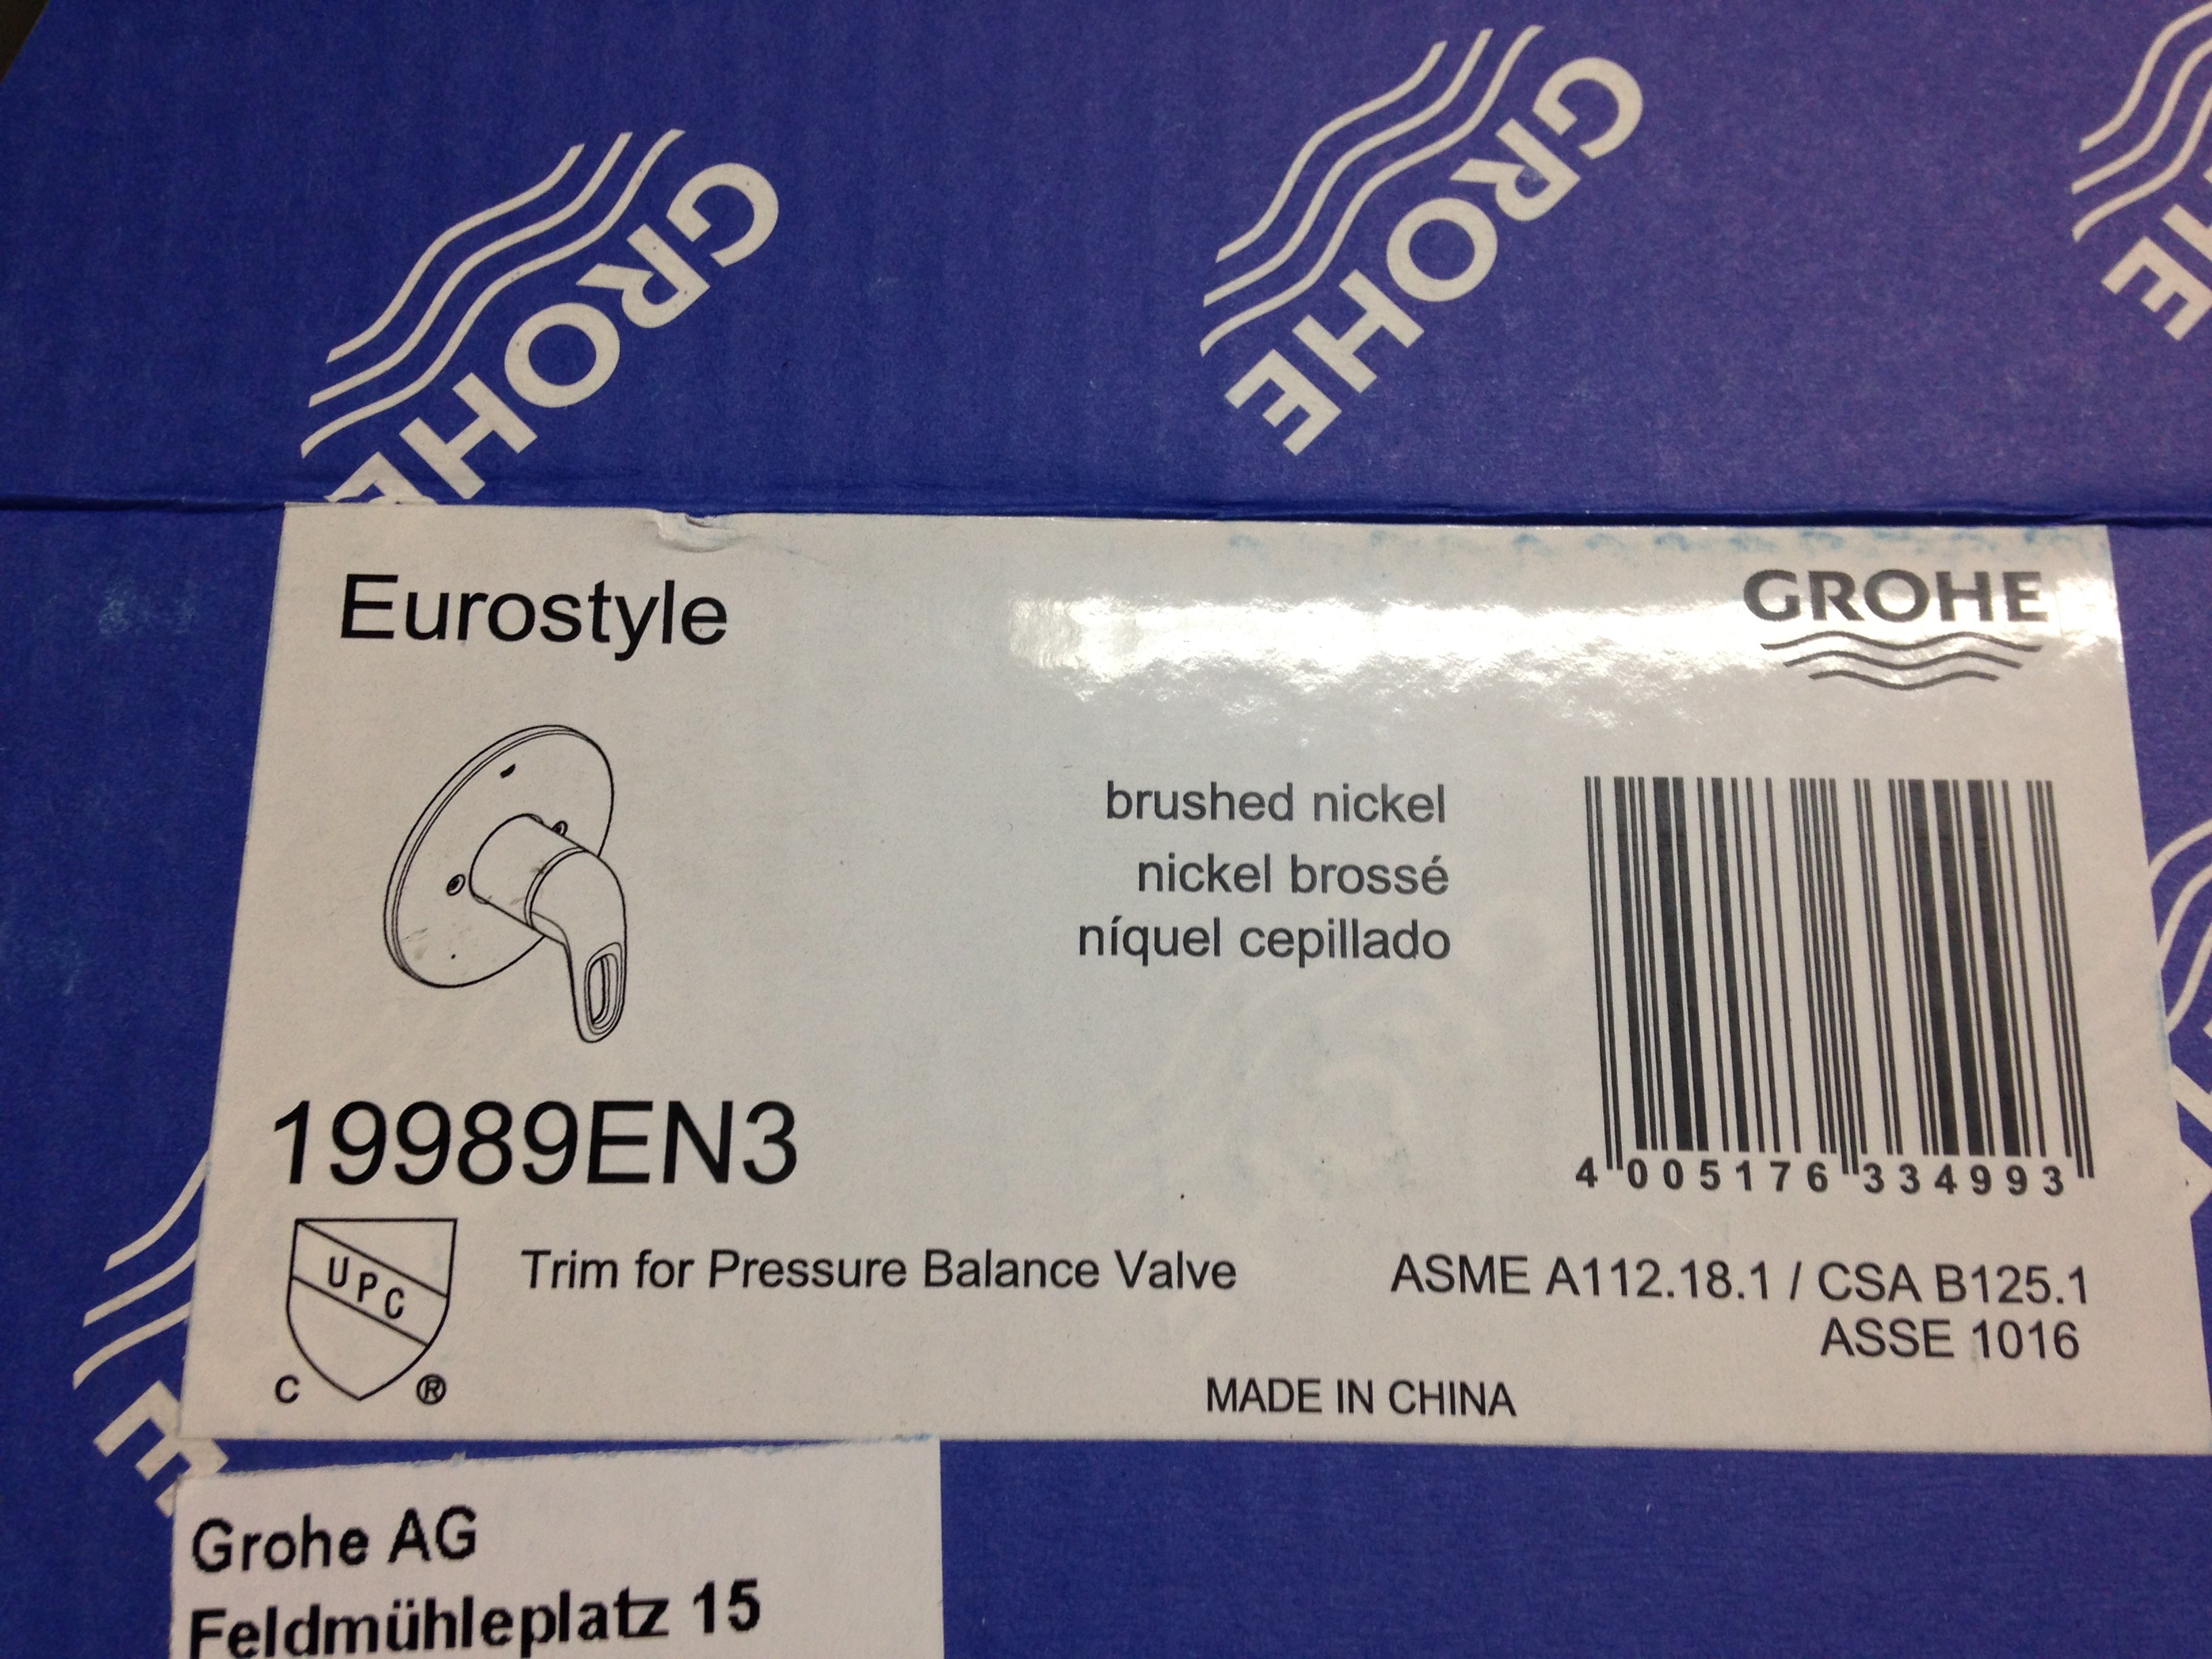 GROHE
GROHE
Eurostyle
GROHE
brushed nickel
nickel brossé
níquel cepillado
19989EN3
4 005176 334993
UPC
C ®
Trim for Pressure Balance Valve
ASME A112.18.1 / CSA B125.1
ASSE 1016
MADE IN CHINA
Grohe AG
Feldmühleplatz 15